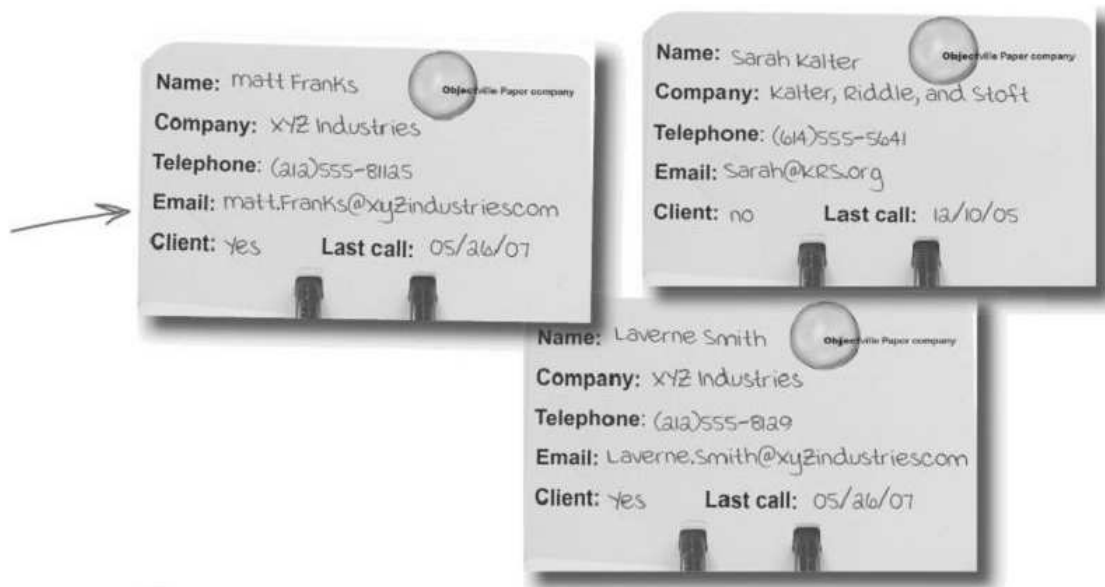 Name: Matt Franks
Objectville Paper company
Company: XYZ Industries
Telephone: (212)555-81125
Email: matt.Franks@xyzindustriescom
Client: Yes Last call: 05/26/07
Name: Sarah Kalter
Objectville Paper company
Company: Kalter, Riddle, and Stoft
Telephone: (614)555-5641
Email: Sarah@KRS.org
Client: no Last call: 12/10/05
Name: Laverne Smith
Objectville Paper company
Company: XYZ Industries
Telephone: (212)555-8129
Email: Laverne.Smith@xyzindustriescom
Client: Yes Last call: 05/26/07